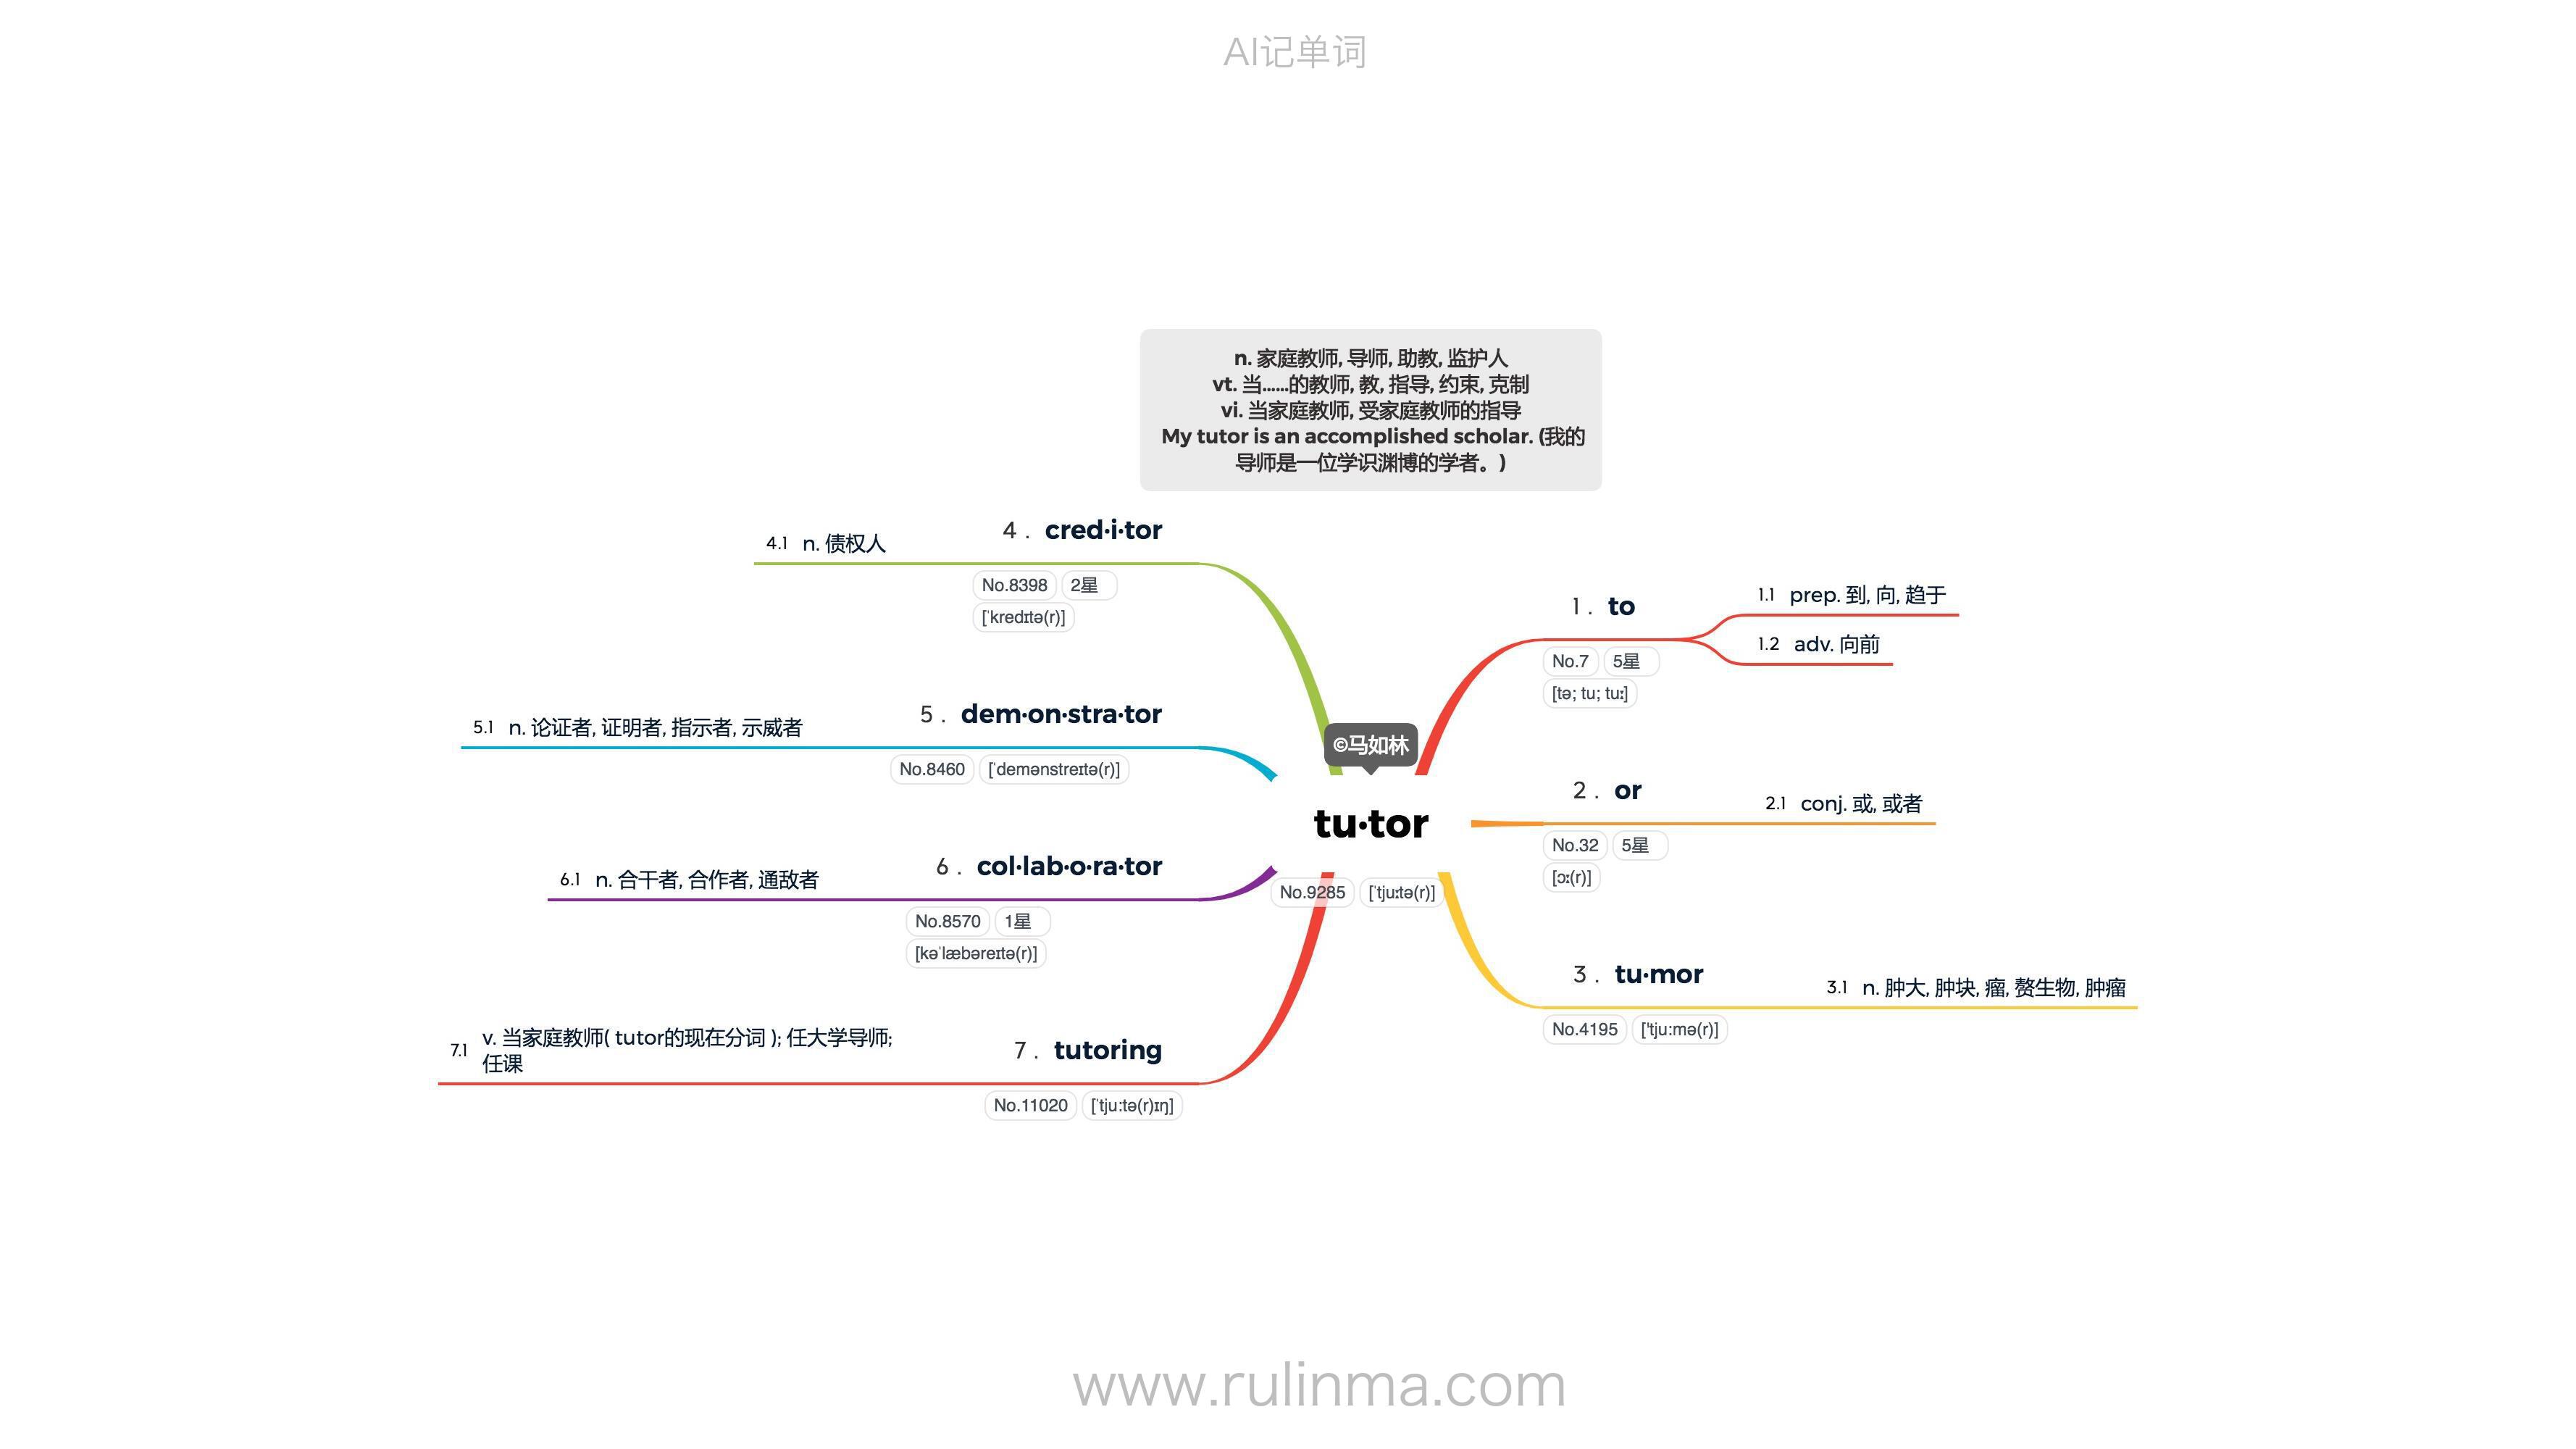 AI记单词
n. 家庭教师, 导师, 助教, 监护人
vt. 当......的教师, 教, 指导, 约束, 克制
vi. 当家庭教师, 受家庭教师的指导
My tutor is an accomplished scholar. (我的
导师是一位学识渊博的学者。)
©马如林
tu·tor
No.9285 [ˈtjuːtə(r)]
1 . to
No.7 5星
[tə; tu; tuː]
1.1 prep. 到, 向, 趋于
1.2 adv. 向前
2 . or
No.32 5星
[ɔː(r)]
2.1 conj. 或, 或者
3 . tu·mor
No.4195 ['tju:mə(r)]
3.1 n. 肿大, 肿块, 瘤, 赘生物, 肿瘤
4 . cred·i·tor
No.8398 2星
[ˈkredɪtə(r)]
4.1 n. 债权人
5 . dem·on·stra·tor
No.8460 [ˈdemənstreɪtə(r)]
5.1 n. 论证者, 证明者, 指示者, 示威者
6 . col·lab·o·ra·tor
No.8570 1星
[kəˈlæbəreɪtə(r)]
6.1 n. 合干者, 合作者, 通敌者
7 . tutoring
No.11020 [ˈtju:tə(r)ɪŋ]
7.1 v. 当家庭教师( tutor的现在分词 ); 任大学导师;
任课
www.rulinma.com